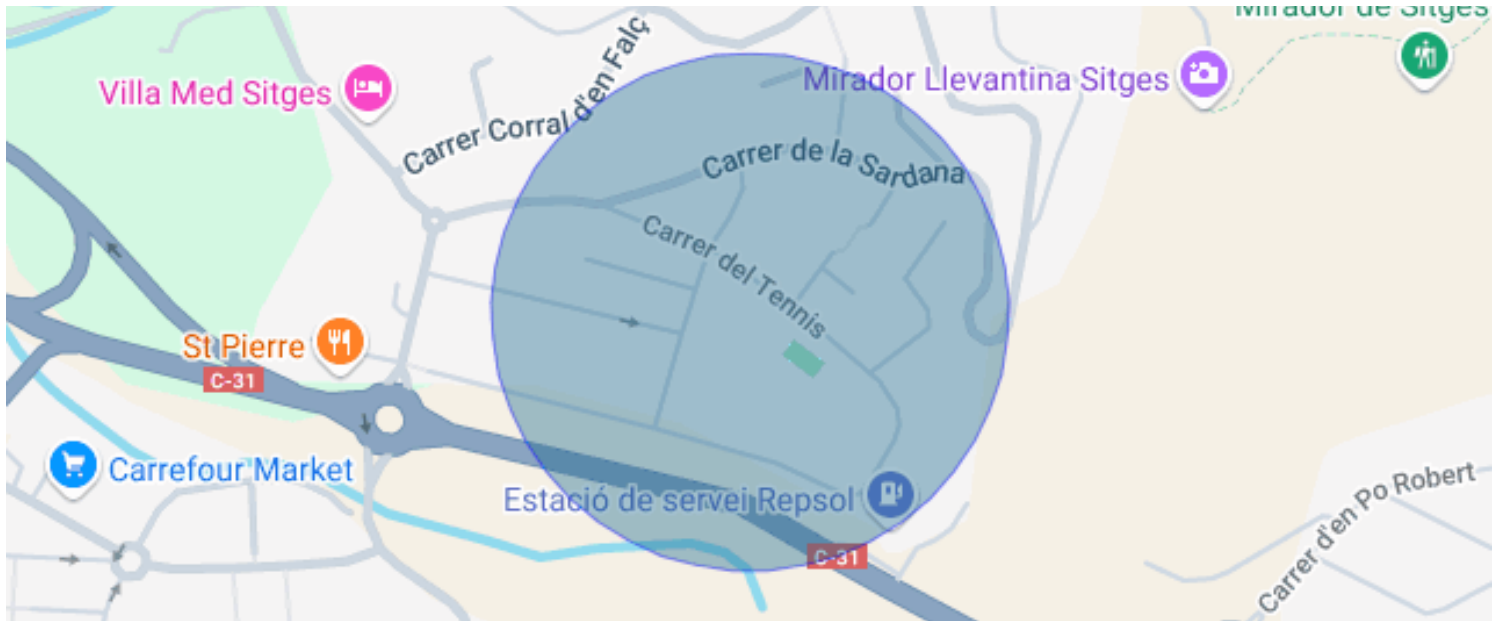 Mirador de Sitges
Villa Med Sitges
Mirador Llevantina Sitges
Carrer Corral d'en Falç
Carrer de la Sardana
Carrer del Tennis
St Pierre
C-31
Carrefour Market
Estació de servei Repsol
C-31
Carrer d'en Po Robert